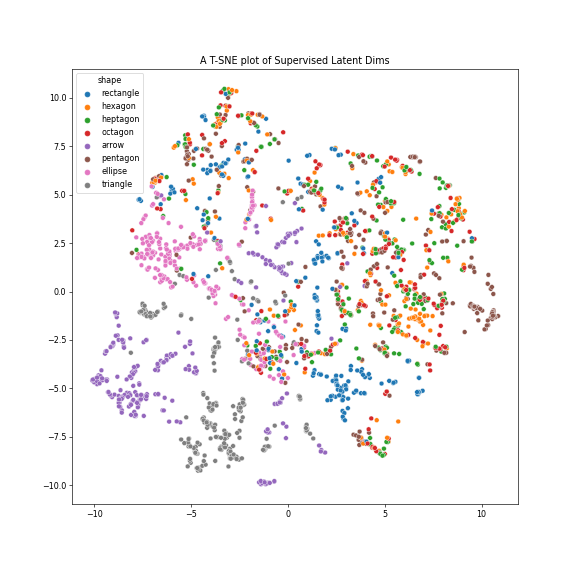 A T-SNE plot of Supervised Latent Dims
shape
rectangle
hexagon
heptagon
octagon
arrow
pentagon
ellipse
triangle
10.0
7.5
5.0
2.5
0.0
−2.5
−5.0
−7.5
−10.0
−10
−5
0
5
10